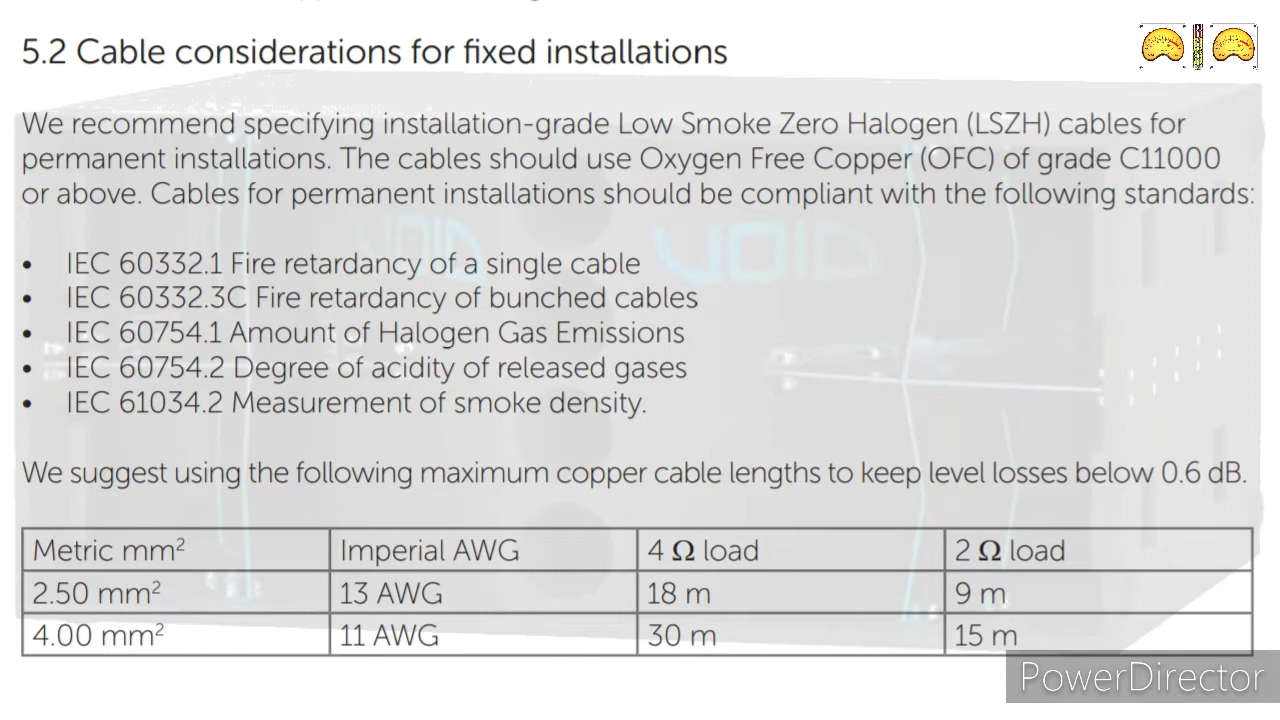 5.2 Cable considerations for fixed installations
We recommend specifying installation-grade Low Smoke Zero Halogen (LSZH) cables for
permanent installations. The cables should use Oxygen Free Copper (OFC) of grade C11000
or above. Cables for permanent installations should be compliant with the following standards:
• IEC 60332.1 Fire retardancy of a single cable
• IEC 60332.3C Fire retardancy of bunched cables
• IEC 60754.1 Amount of Halogen Gas Emissions
• IEC 60754.2 Degree of acidity of released gases
• IEC 61034.2 Measurement of smoke density.
VOID VOID
We suggest using the following maximum copper cable lengths to keep level losses below 0.6 dB.
Metric mm² Imperial AWG 4 Ω load 2 Ω load
2.50 mm² 13 AWG 18 m 9 m
4.00 mm² 11 AWG 30 m 15 m
PowerDirector